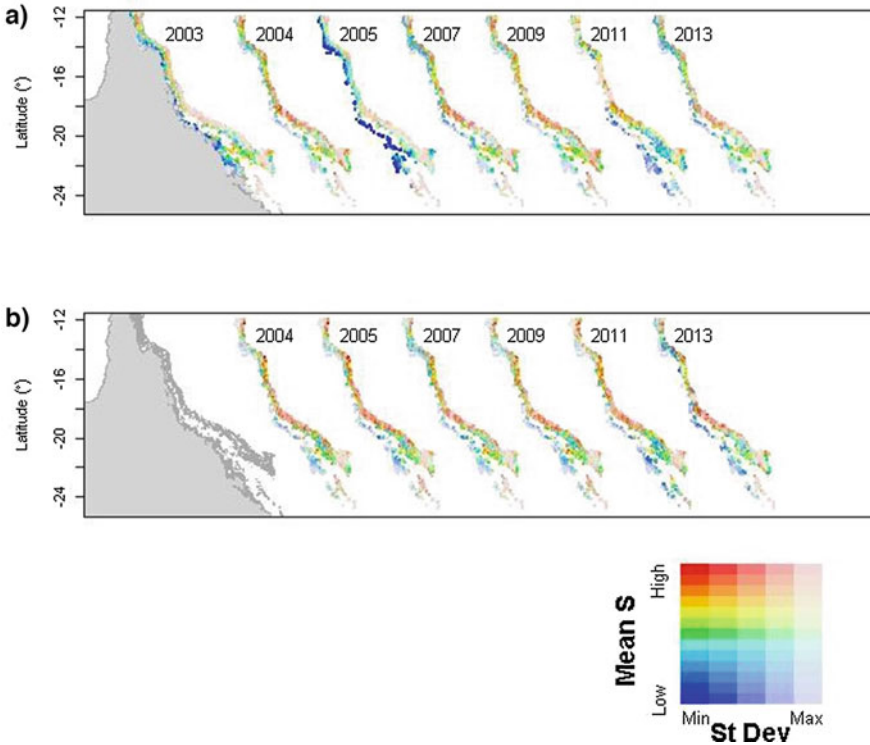 a)
2003 2004 2005 2007 2009 2011 2013
Latitude (°)
-12
-16
-20
-24
b)
2004 2005 2007 2009 2011 2013
Latitude (°)
-12
-16
-20
-24
Mean S
High
Low
Min Max
St Dev